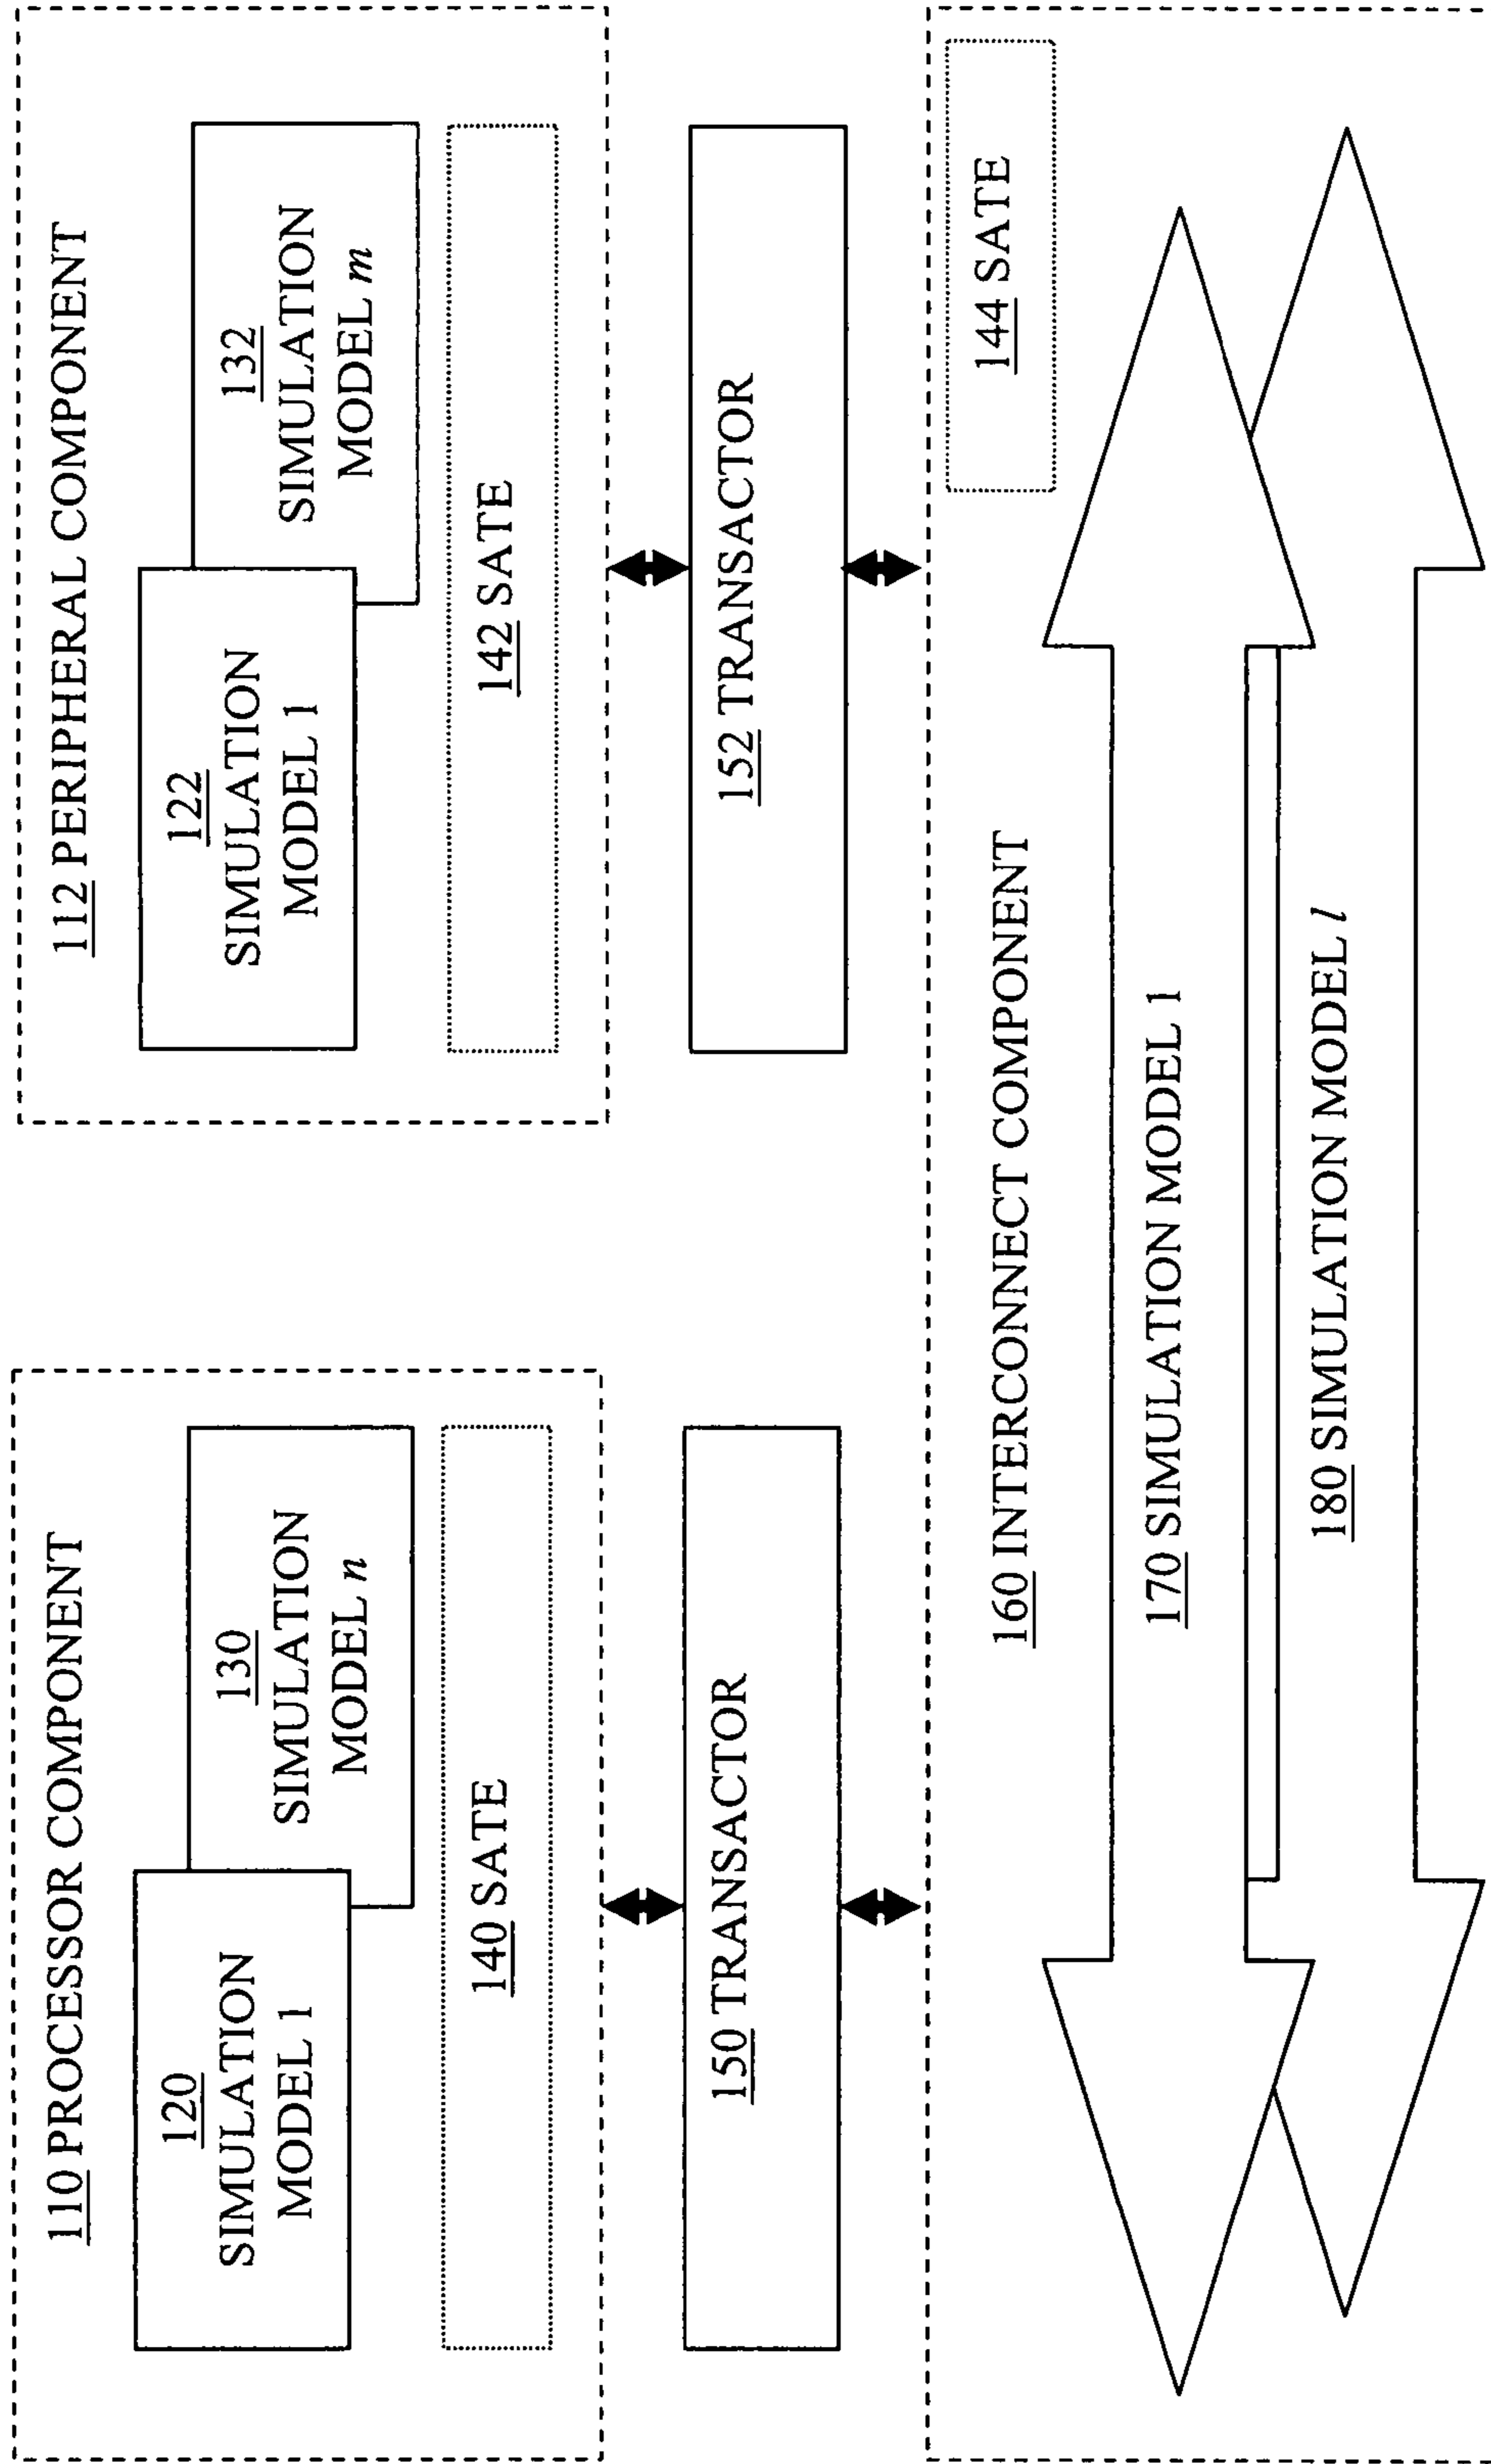 110 PROCESSOR COMPONENT
120
SIMULATION
MODEL 1
130
SIMULATION
MODEL n
140 SATE
150 TRANSACTOR
112 PERIPHERAL COMPONENT
122
SIMULATION
MODEL 1
132
SIMULATION
MODEL m
142 SATE
152 TRANSACTOR
144 SATE
160 INTERCONNECT COMPONENT
170 SIMULATION MODEL 1
180 SIMULATION MODEL l